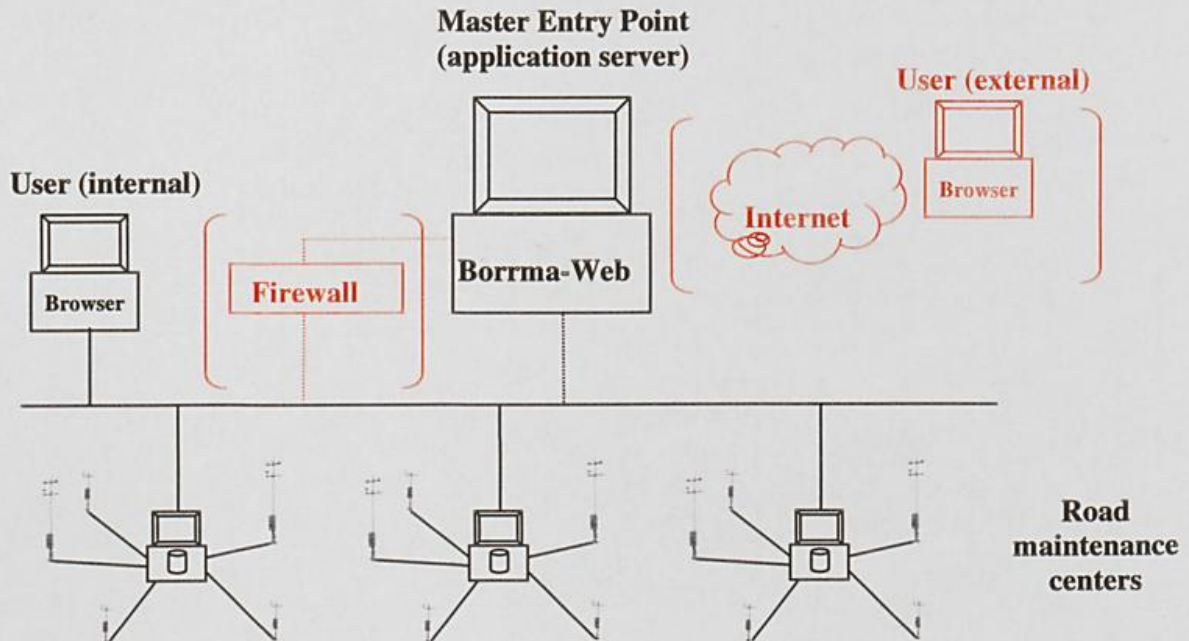 Master Entry Point
(application server)
User (external)
User (internal)
Browser
Internet
Borrma-Web
Firewall
Browser
Road
maintenance
centers